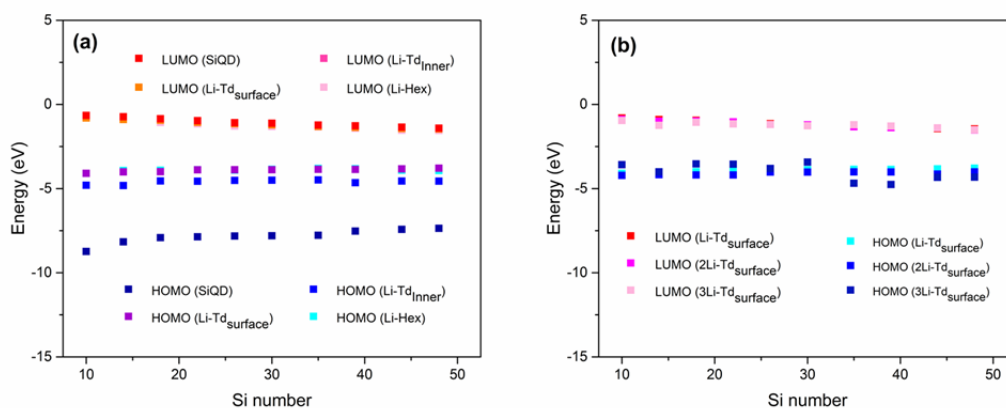 5
0
-5
-10
-15
Energy (eV)
(a)
LUMO (SiQD)
LUMO (Li-Td_surface)
LUMO (Li-Td_Inner)
LUMO (Li-Hex)
HOMO (SiQD)
HOMO (Li-Td_surface)
HOMO (Li-Td_Inner)
HOMO (Li-Hex)
10 20 30 40 50
Si number
5
0
-5
-10
-15
Energy (eV)
(b)
LUMO (Li-Td_surface)
LUMO (2Li-Td_surface)
LUMO (3Li-Td_surface)
HOMO (Li-Td_surface)
HOMO (2Li-Td_surface)
HOMO (3Li-Td_surface)
10 20 30 40 50
Si number